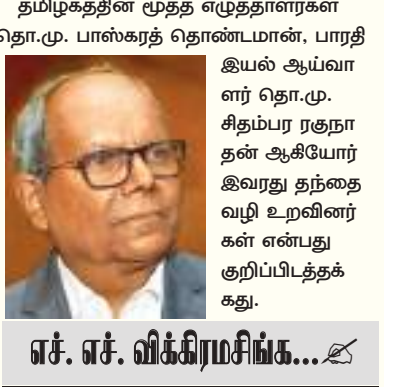 தமிழகத்தின் மூத்த எழுத்தாளர்கள்
தொ.மு. பாஸ்கரத் தொண்டமான், பாரதி
இயல் ஆய்வா
ளர் தொ.மு.
சிதம்பர ரகுநா
தன் ஆகியோர்
இவரது தந்தை
வழி உறவினர்
கள் என்பது
குறிப்பிடத்தக்
கது.
எச். எச். விக்கிரமசிங்க...